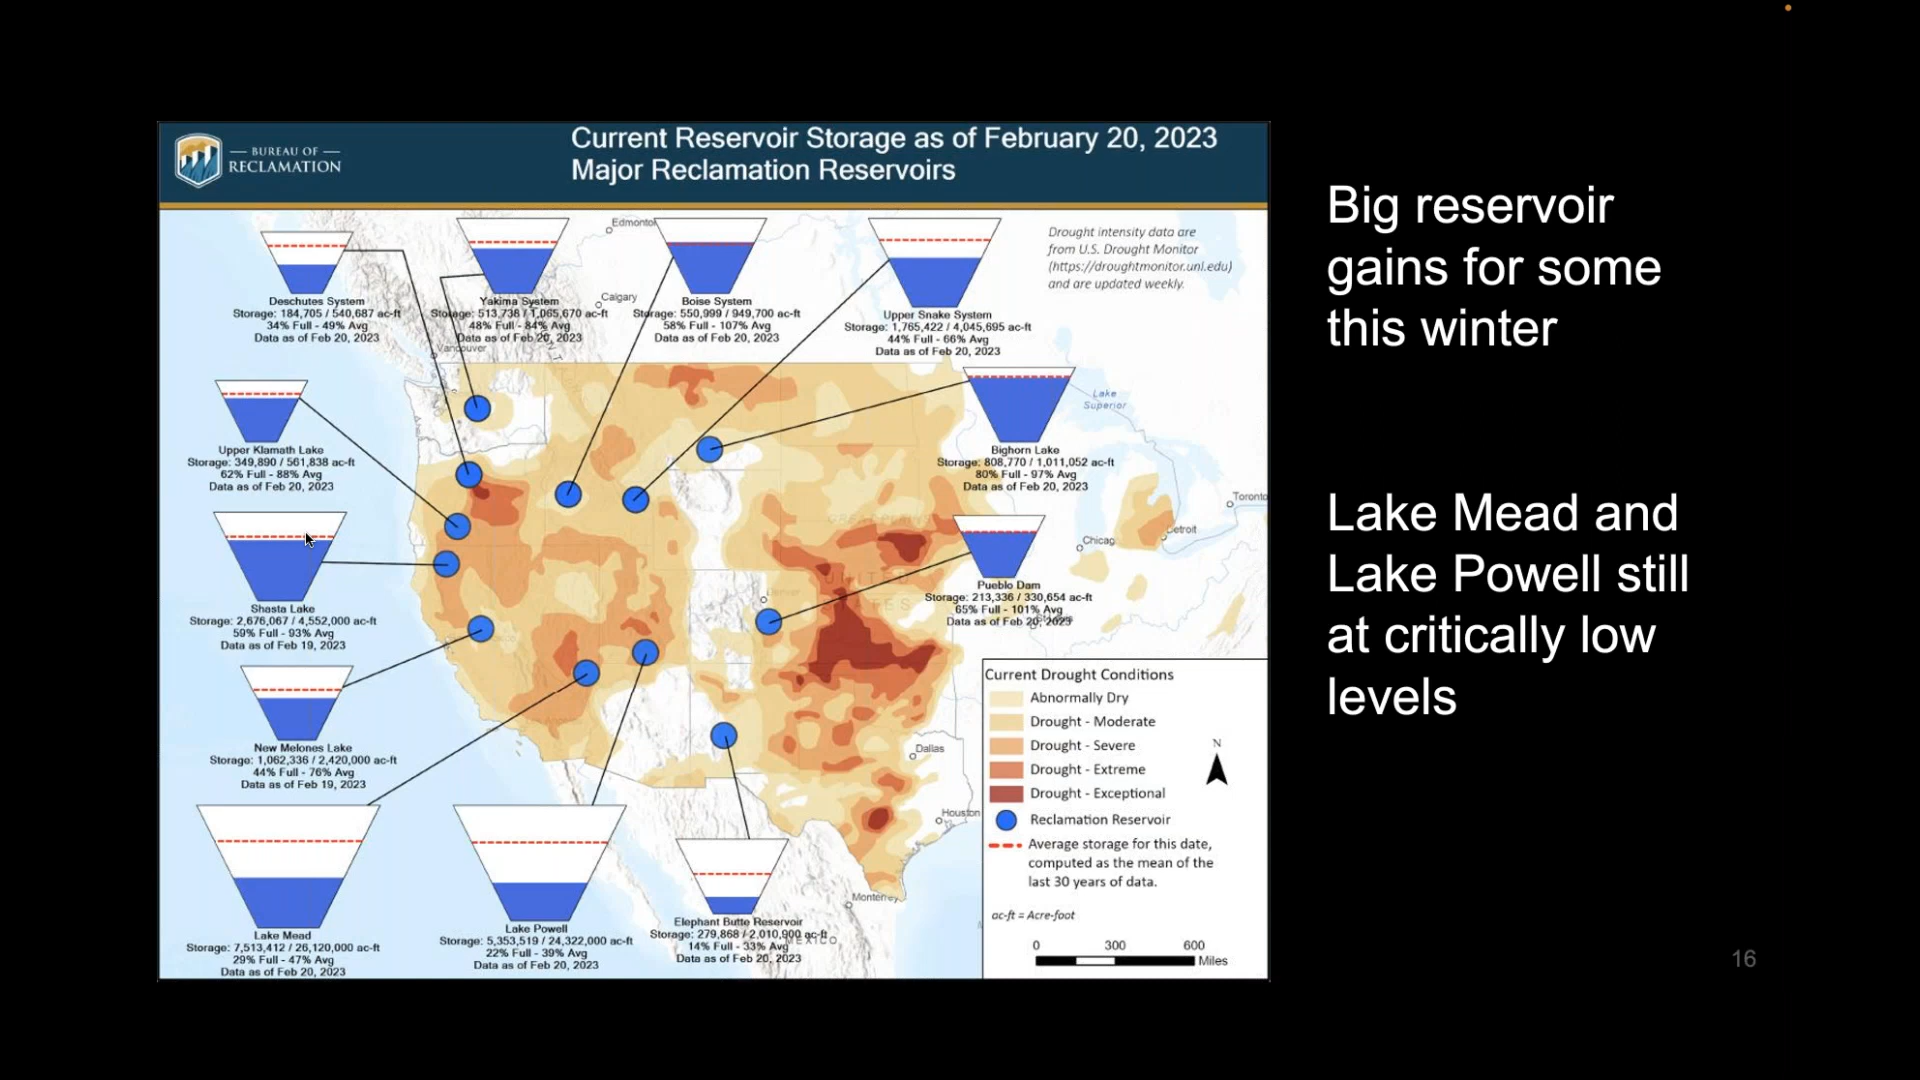 BUREAU OF
RECLAMATION
Current Reservoir Storage as of February 20, 2023
Major Reclamation Reservoirs
Big reservoir
gains for some
this winter
Lake Mead and
Lake Powell still
at critically low
levels
Drought intensity data are
from U.S. Drought Monitor
(https://droughtmonitor.unl.edu)
and are updated weekly.
Deschutes System
Storage: 184,705 / 540,687 ac-ft
34% Full - 49% Avg
Data as of Feb 20, 2023
Yakima System
Storage: 513,738 / 1,065,670 ac-ft
48% Full - 84% Avg
Data as of Feb 20, 2023
Boise System
Storage: 550,999 / 949,700 ac-ft
58% Full - 107% Avg
Data as of Feb 20, 2023
Upper Snake System
Storage: 1,765,422 / 4,045,695 ac-ft
44% Full - 66% Avg
Data as of Feb 20, 2023
Upper Klamath Lake
Storage: 349,890 / 561,838 ac-ft
62% Full - 88% Avg
Data as of Feb 20, 2023
Bighorn Lake
Storage: 808,770 / 1,011,052 ac-ft
80% Full - 97% Avg
Data as of Feb 20, 2023
Shasta Lake
Storage: 2,676,067 / 4,552,000 ac-ft
59% Full - 93% Avg
Data as of Feb 19, 2023
Pueblo Dam
Storage: 213,336 / 330,654 ac-ft
65% Full - 101% Avg
Data as of Feb 20, 2023
New Melones Lake
Storage: 1,062,336 / 2,420,000 ac-ft
44% Full - 76% Avg
Data as of Feb 19, 2023
Lake Mead
Storage: 7,513,412 / 26,120,000 ac-ft
29% Full - 47% Avg
Data as of Feb 20, 2023
Lake Powell
Storage: 5,353,519 / 24,322,000 ac-ft
22% Full - 39% Avg
Data as of Feb 20, 2023
Elephant Butte Reservoir
Storage: 279,868 / 2,010,900 ac-ft
14% Full - 33% Avg
Data as of Feb 20, 2023
Edmonton
Calgary
Vancouver
Lake
Superior
Toronto
Detroit
Chicago
Denver
GREAT PLAINS
UNITED
STATES
Dallas
Houston
Monterrey
MEXICO
Current Drought Conditions
Abnormally Dry
Drought - Moderate
Drought - Severe
Drought - Extreme
Drought - Exceptional
Reclamation Reservoir
Average storage for this date,
computed as the mean of the
last 30 years of data.
N
ac-ft = Acre-foot
0 300 600
Miles
16